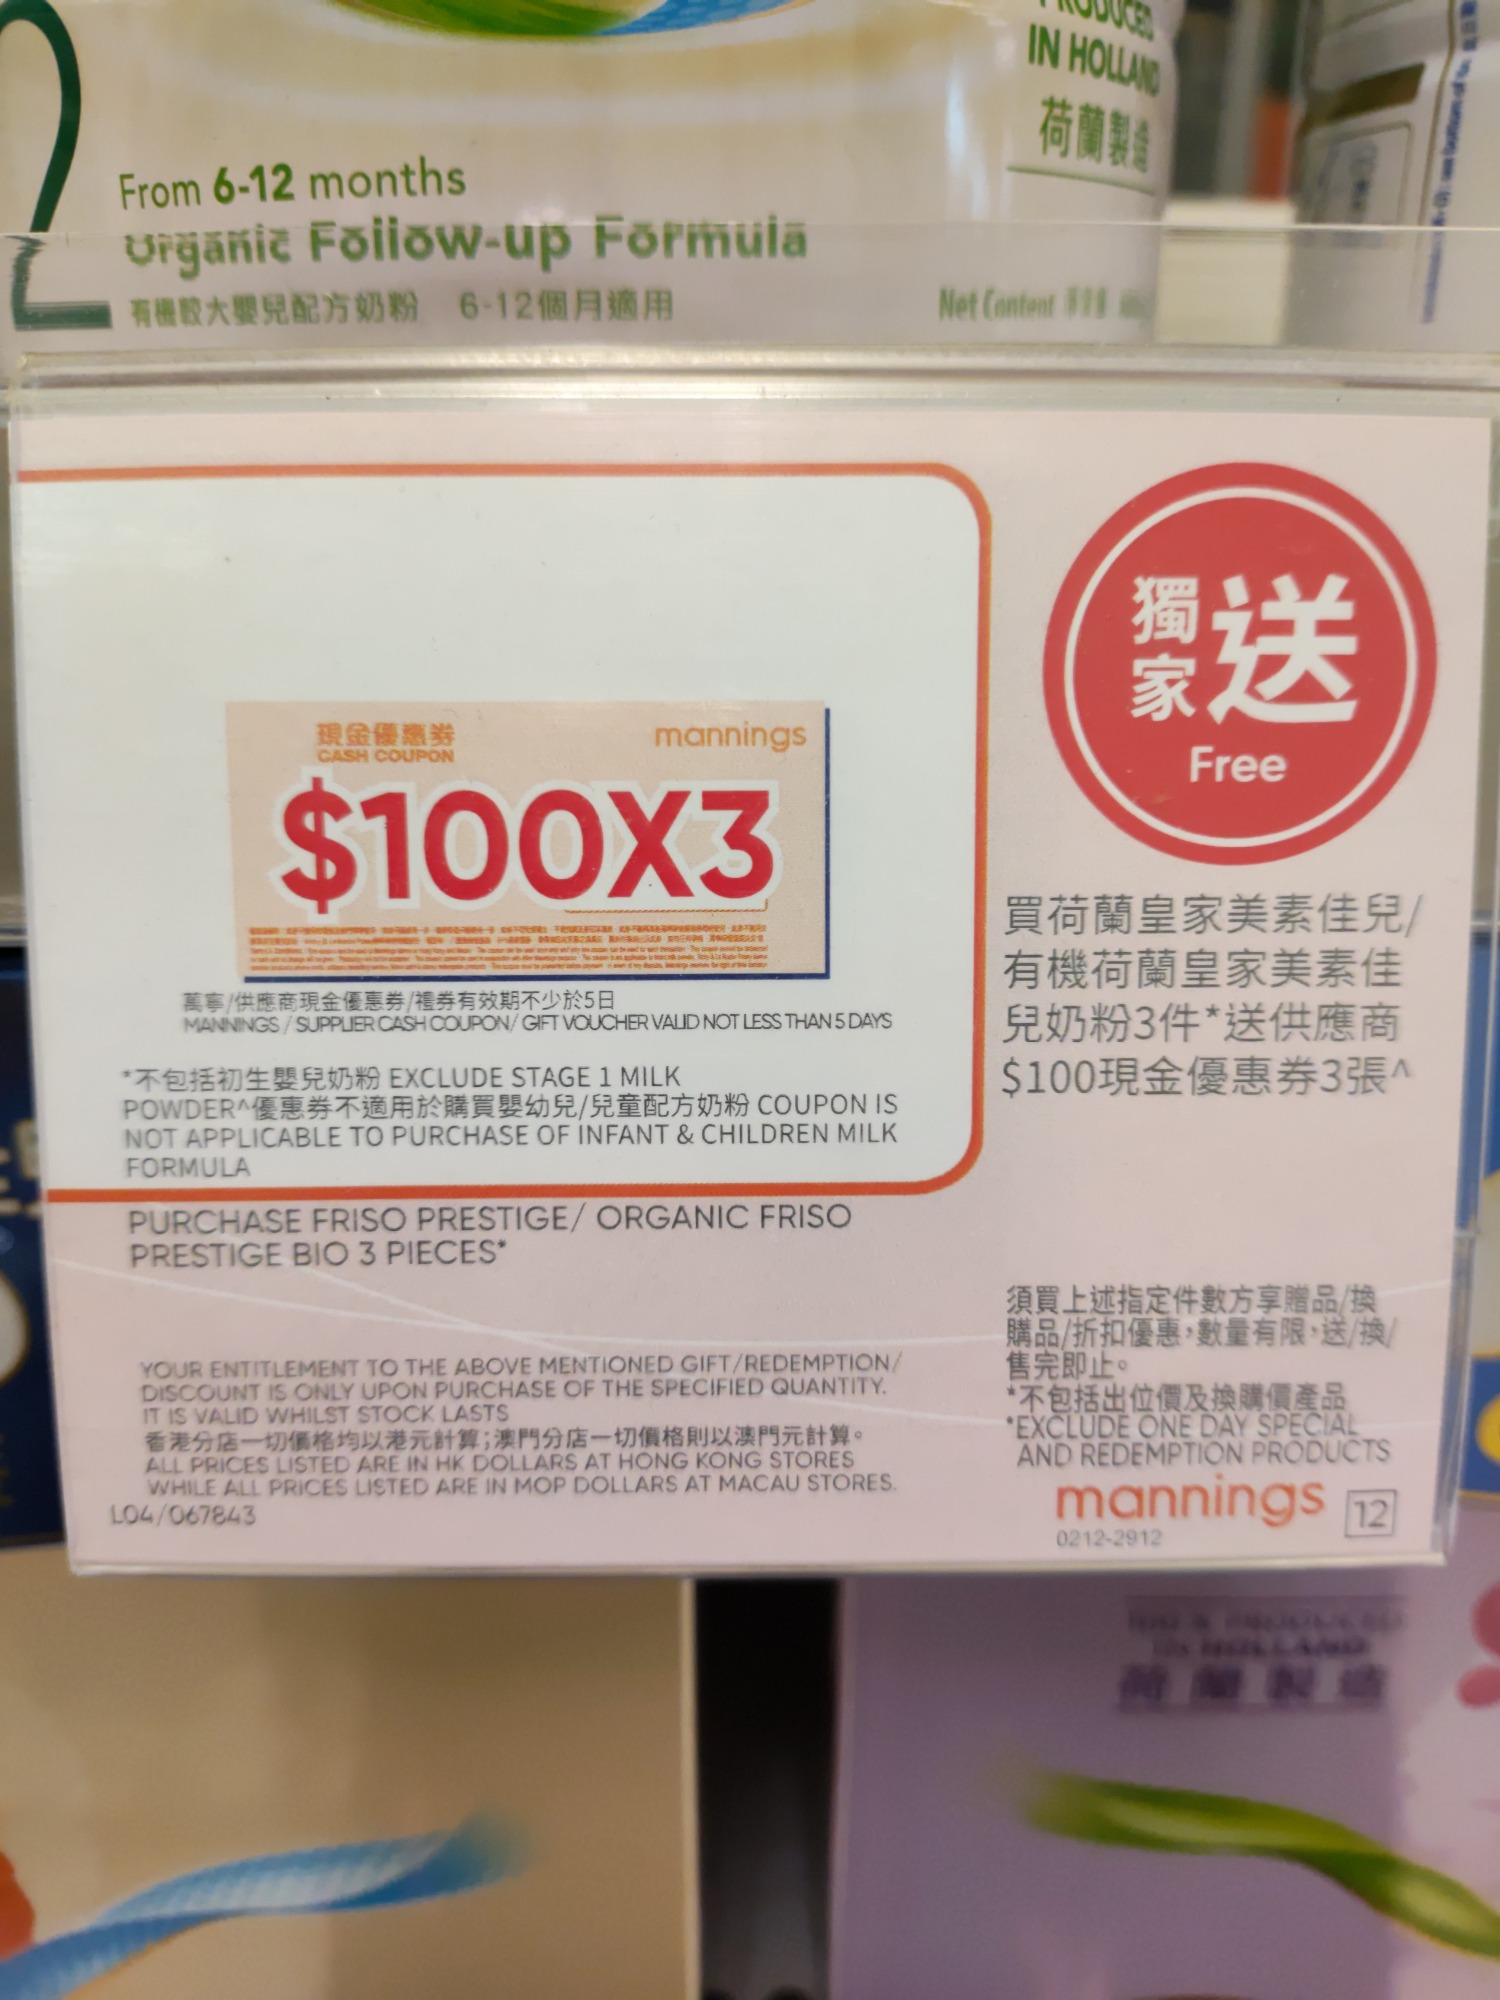 2
PRODUCED
IN HOLLAND
荷蘭製造
From 6-12 months
Organic Follow-up Formula
有機較大嬰兒配方奶粉 6-12個月適用
Net Content 淨含量
獨家送
Free
現金優惠券
CASH COUPON
mannings
$100X3
萬寧/供應商現金優惠券/禮券有效期不少於5日
MANNINGS / SUPPLIER CASH COUPON/ GIFT VOUCHER VALID NOT LESS THAN 5 DAYS
*不包括初生嬰兒奶粉 EXCLUDE STAGE 1 MILK
POWDER^優惠券不適用於購買嬰幼兒/兒童配方奶粉 COUPON IS
NOT APPLICABLE TO PURCHASE OF INFANT & CHILDREN MILK
FORMULA
買荷蘭皇家美素佳兒/
有機荷蘭皇家美素佳
兒奶粉3件*送供應商
$100現金優惠券3張^
PURCHASE FRISO PRESTIGE/ ORGANIC FRISO
PRESTIGE BIO 3 PIECES*
YOUR ENTITLEMENT TO THE ABOVE MENTIONED GIFT/REDEMPTION/
DISCOUNT IS ONLY UPON PURCHASE OF THE SPECIFIED QUANTITY.
IT IS VALID WHILST STOCK LASTS
香港分店一切價格均以港元計算;澳門分店一切價格則以澳門元計算。
ALL PRICES LISTED ARE IN HK DOLLARS AT HONG KONG STORES
WHILE ALL PRICES LISTED ARE IN MOP DOLLARS AT MACAU STORES.
L04/067843
須買上述指定件數方享贈品/換
購品/折扣優惠,數量有限,送/換/
售完即止。
*不包括出位價及換購價產品
*EXCLUDE ONE DAY SPECIAL
AND REDEMPTION PRODUCTS
mannings 12
0212-2912
IN HOLLAND
荷蘭製造